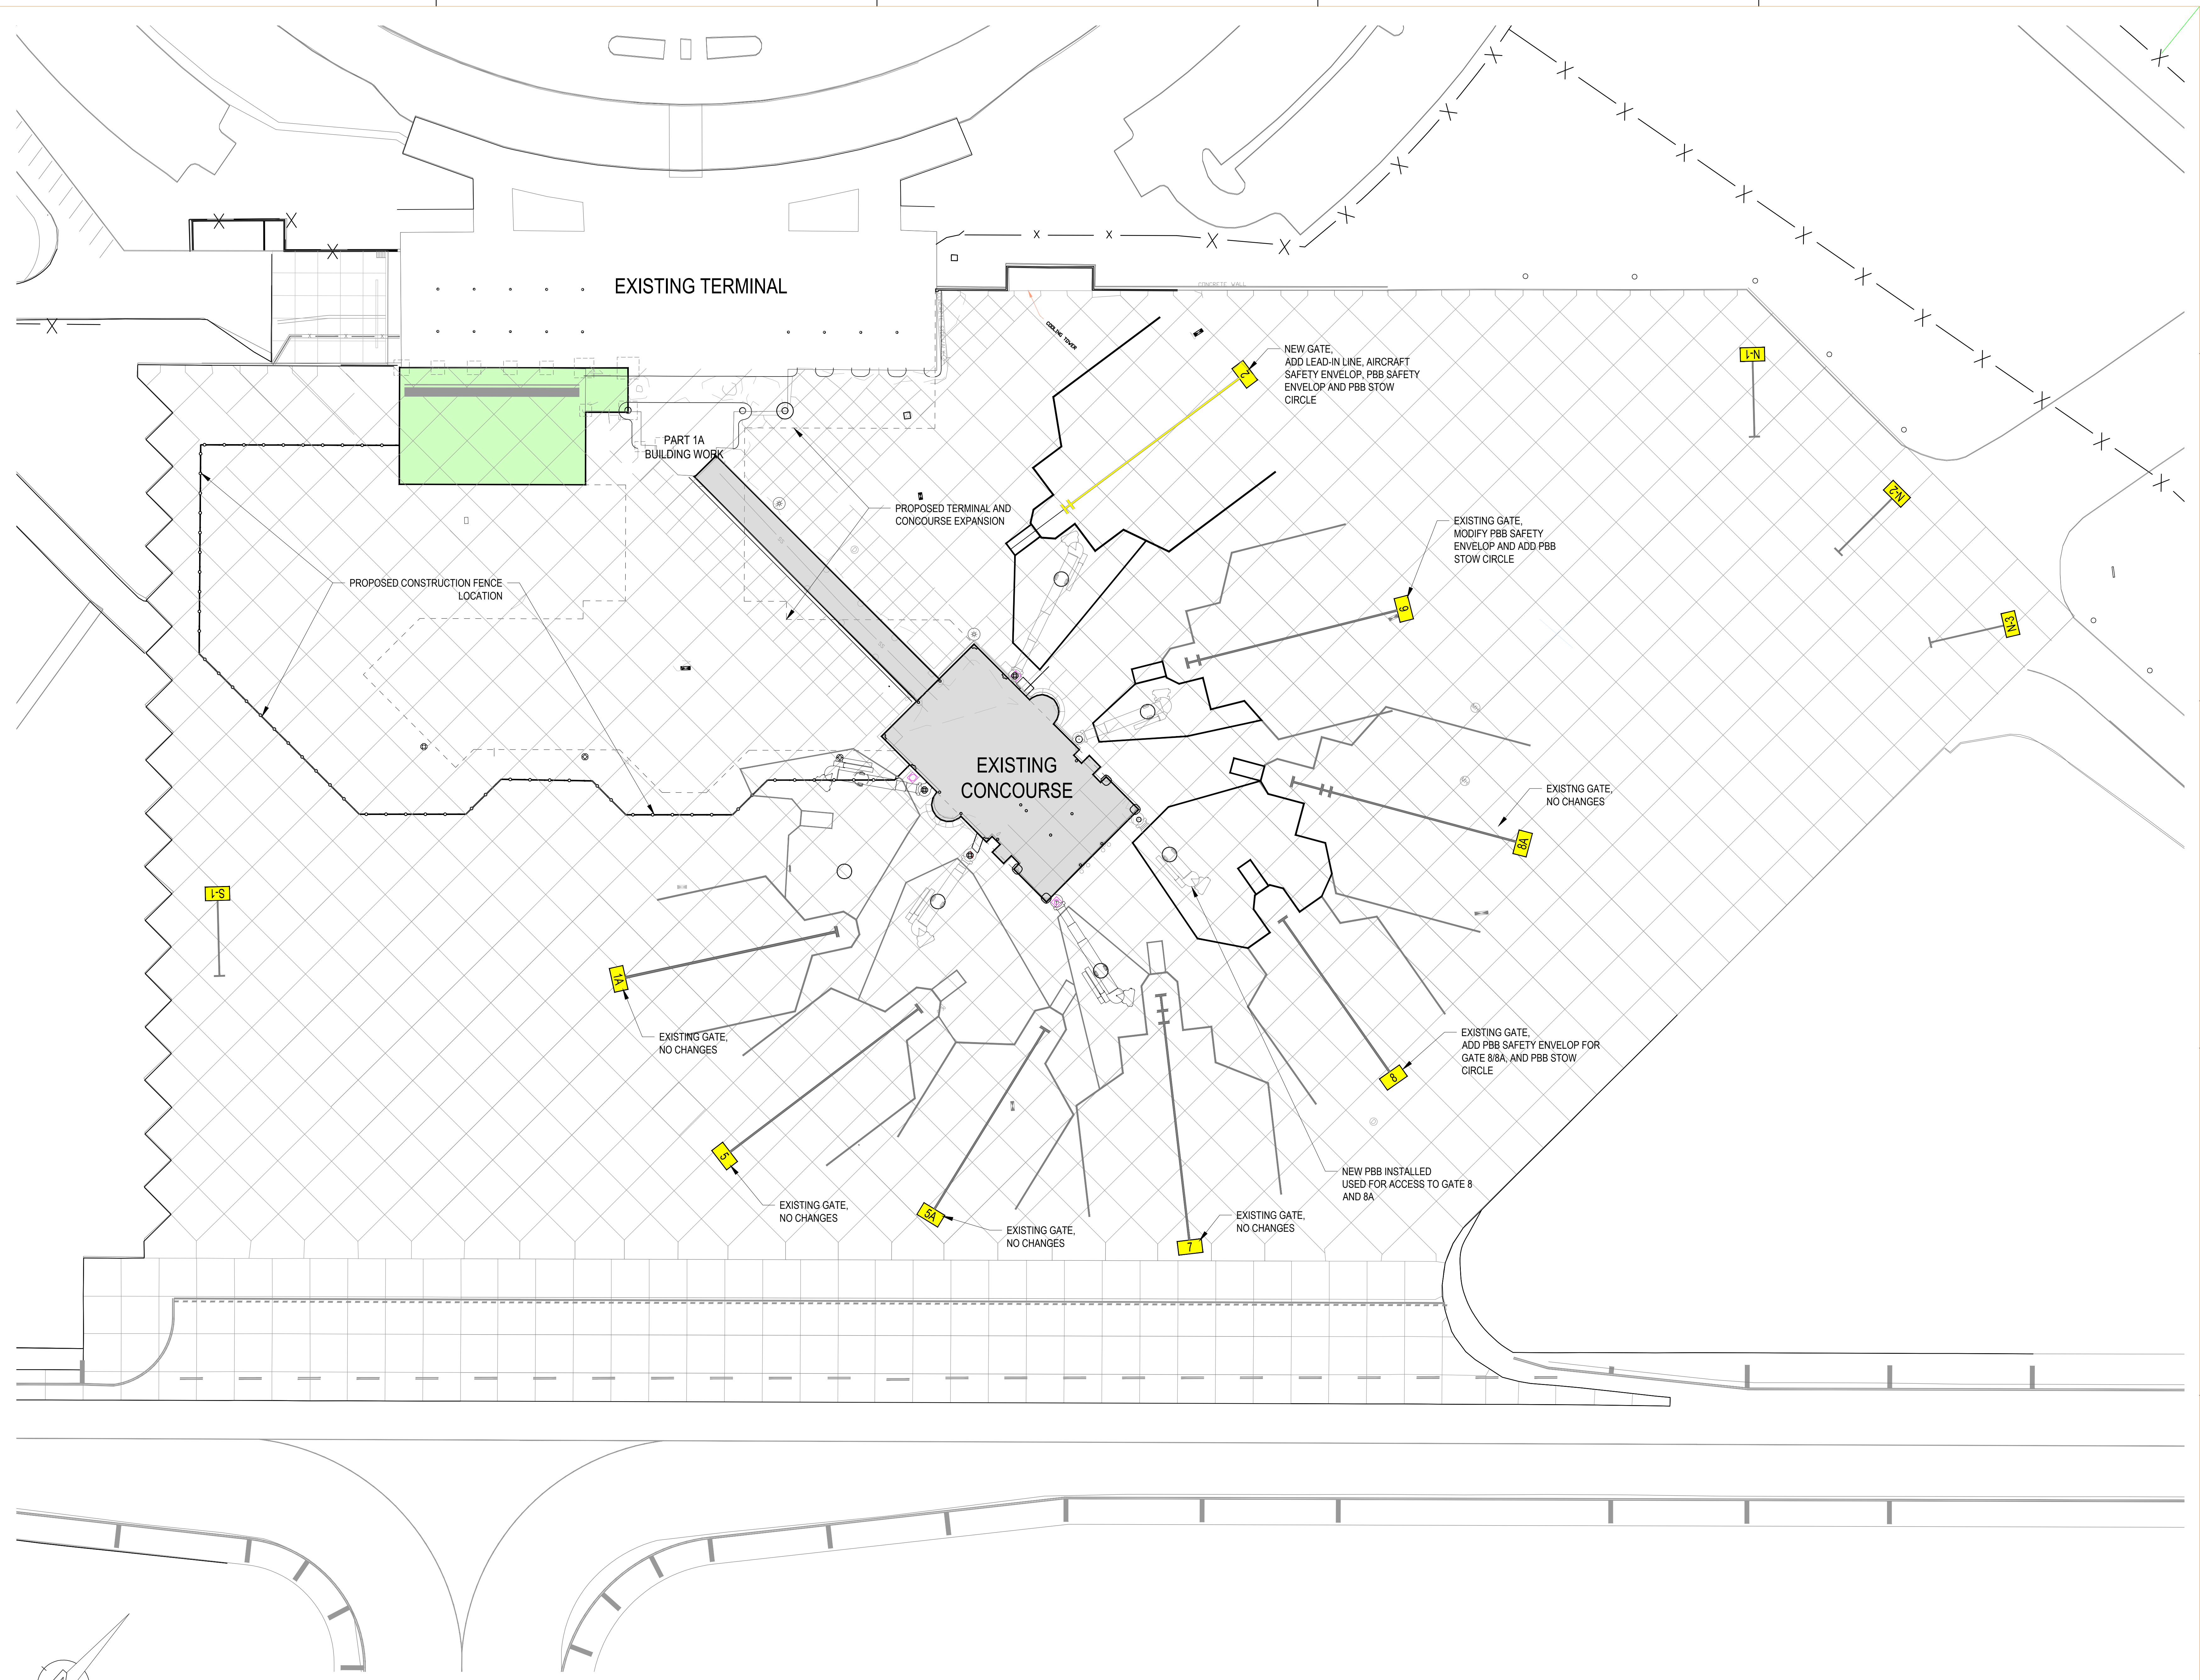 EXISTING TERMINAL
CONCRETE WALL
COOLING TOWER
NEW GATE,
ADD LEAD-IN LINE, AIRCRAFT
SAFETY ENVELOP, PBB SAFETY
ENVELOP AND PBB STOW
CIRCLE
2
N-1
N-2
N-3
PART 1A
BUILDING WORK
PROPOSED TERMINAL AND
CONCOURSE EXPANSION
EXISTING GATE,
MODIFY PBB SAFETY
ENVELOP AND ADD PBB
STOW CIRCLE
9
PROPOSED CONSTRUCTION FENCE
LOCATION
EXISTING
CONCOURSE
EXISTNG GATE,
NO CHANGES
8A
S-1
1A
EXISTING GATE,
NO CHANGES
EXISTING GATE,
ADD PBB SAFETY ENVELOP FOR
GATE 8/8A, AND PBB STOW
CIRCLE
8
5
EXISTING GATE,
NO CHANGES
5A
EXISTING GATE,
NO CHANGES
7
EXISTING GATE,
NO CHANGES
NEW PBB INSTALLED
USED FOR ACCESS TO GATE 8
AND 8A